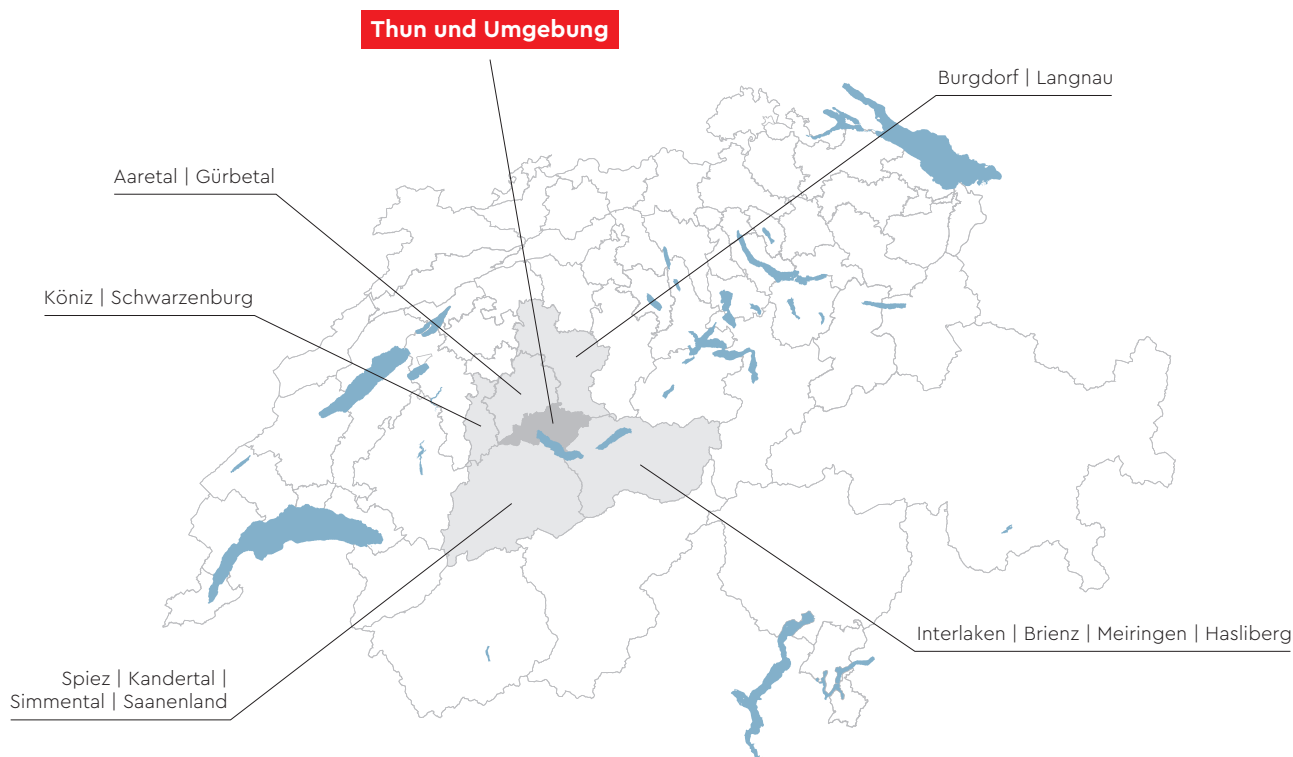 Thun und Umgebung
Burgdorf | Langnau
Aaretal | Gürbetal
Köniz | Schwarzenburg
Interlaken | Brienz | Meiringen | Hasliberg
Spiez | Kandertal |
Simmental | Saanenland